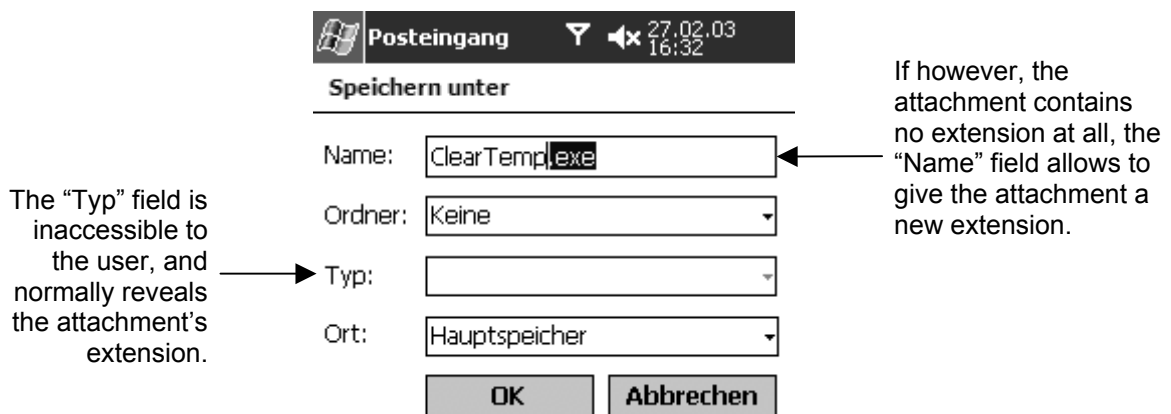 Posteingang
27.02.03
16:32
Speichern unter
Name:
ClearTemp.exe
Ordner:
Keine
Typ:
Ort:
Hauptspeicher
OK
Abbrechen
The “Typ” field is
inaccessible to
the user, and
normally reveals
the attachment’s
extension.
If however, the
attachment contains
no extension at all, the
“Name” field allows to
give the attachment a
new extension.